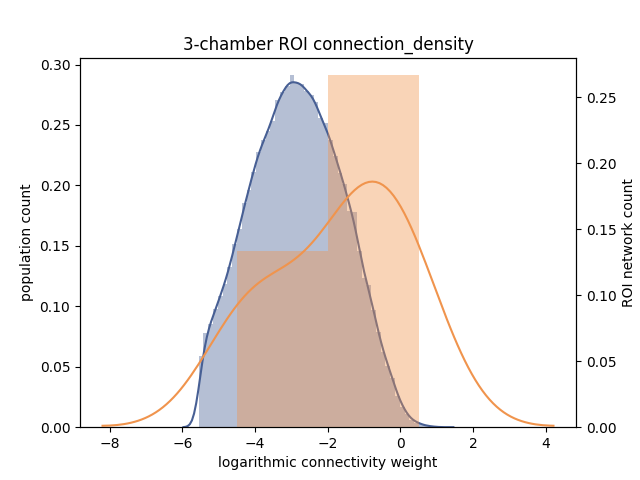 3-chamber ROI connection_density
0.30
0.25
0.20
0.15
0.10
0.05
0.00
population count
0.25
0.20
0.15
0.10
0.05
0.00
ROI network count
−8 −6 −4 −2 0 2 4
logarithmic connectivity weight